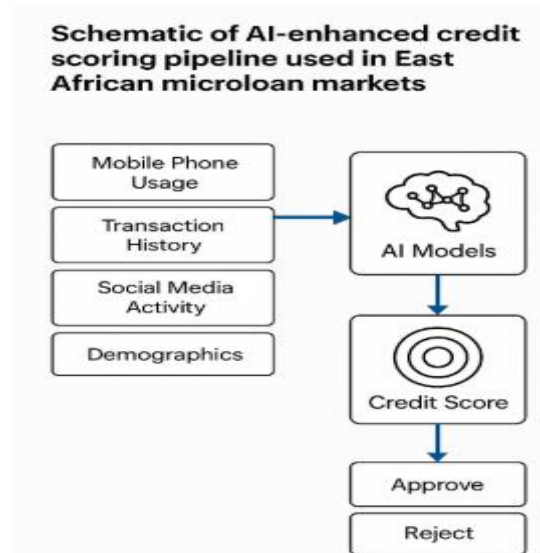 Schematic of AI-enhanced credit
scoring pipeline used in East
African microloan markets
Mobile Phone
Usage
Transaction
History
Social Media
Activity
Demographics
AI Models
Credit Score
Approve
Reject